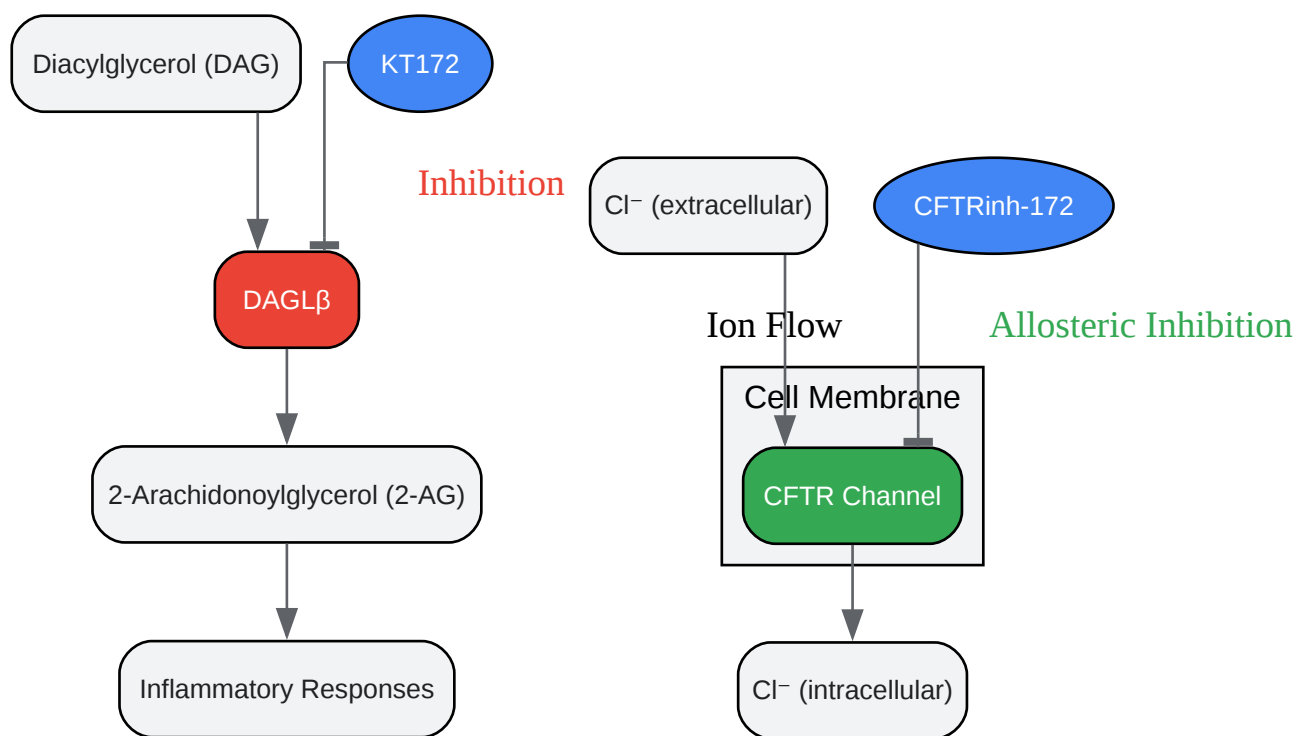 Diacylglycerol (DAG)
KT172
Inhibition
DAGLβ
2-Arachidonoylglycerol (2-AG)
Inflammatory Responses
Cl⁻ (extracellular)
CFTRinh-172
Ion Flow
Allosteric Inhibition
Cell Membrane
CFTR Channel
Cl⁻ (intracellular)